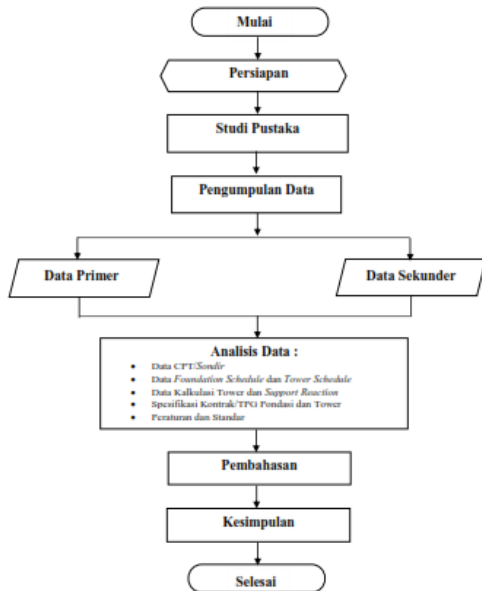 Mulai
Persiapan
Studi Pustaka
Pengumpulan Data
Data Primer
Data Sekunder
Analisis Data :
• Data CPT/Sondir
• Data Foundation Schedule dan Tower Schedule
• Data Kalkulasi Tower dan Support Reaction
• Spesifikasi Kontrak/TPG Pondasi dan Tower
• Peraturan dan Standar
Pembahasan
Kesimpulan
Selesai